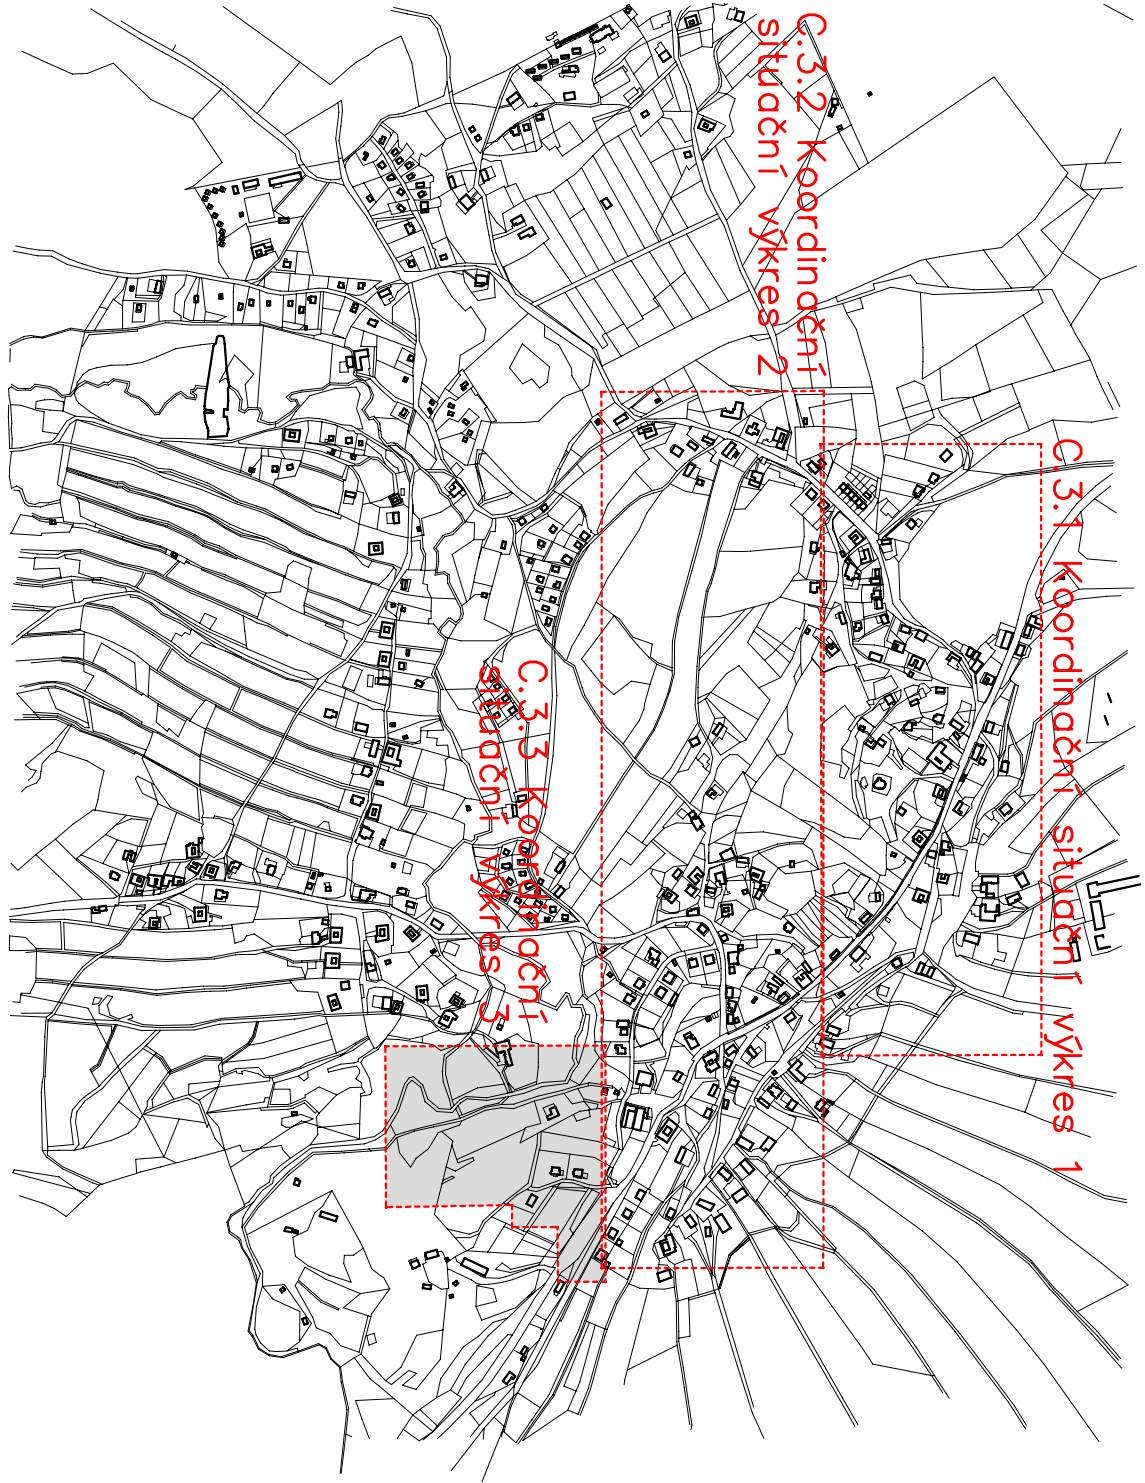 C.3.1 Koordinační situační výkres 1
C.3.2 Koordinační
situační výkres 2
C.3.3 Koordinační
situační výkres 3